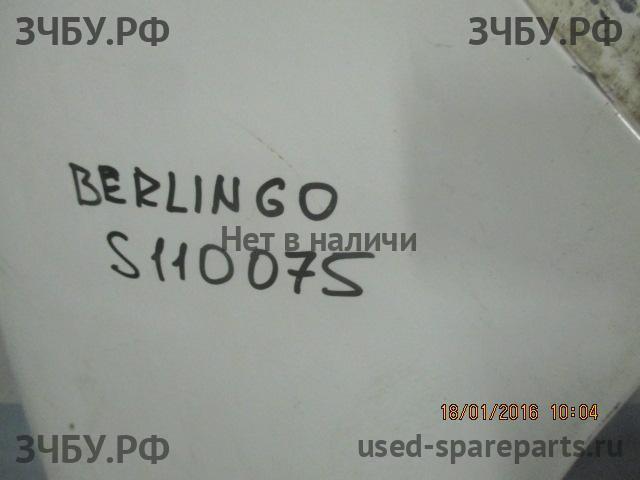 ЗЧБУ.РФ ЗЧБУ.РФ
BERLINGO
Нет в наличи
S110075
18/01/2016 10:04
ЗЧБУ.РФ used-spareparts.ru